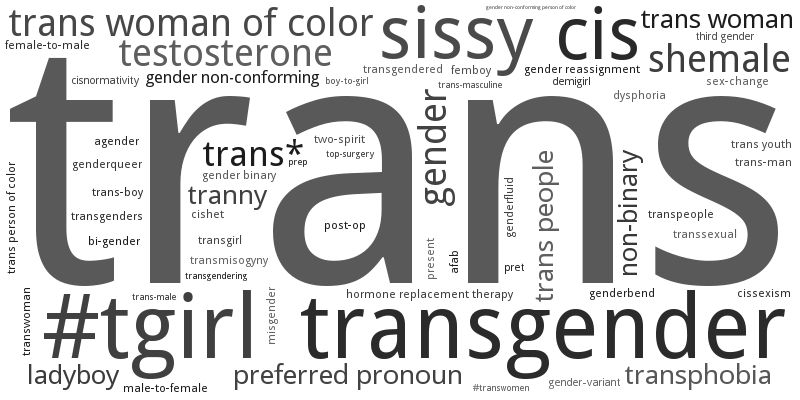 gender non-conforming person of color
trans woman of color
sissy
cis
trans woman
female-to-male
testosterone
third gender
shemale
cisnormativity
gender non-conforming
boy-to-girl
transgendered
femboy
gender reassignment
trans-masculine
demigirl
sex-change
dysphoria
trans
agender
genderqueer
trans*
prep
two-spirit
top-surgery
gender binary
gender
trans youth
trans-man
trans person of color
trans-boy
tranny
cishet
transgenders
bi-gender
transgirl
post-op
genderfluid
trans people
non-binary
transpeople
transsexual
transmisogyny
transgendering
present
afab
pret
transwoman
#tgirl
trans-male
misgender
hormone replacement therapy
genderbend
cissexism
transgender
ladyboy
male-to-female
preferred pronoun
#transwomen
gender-variant
transphobia